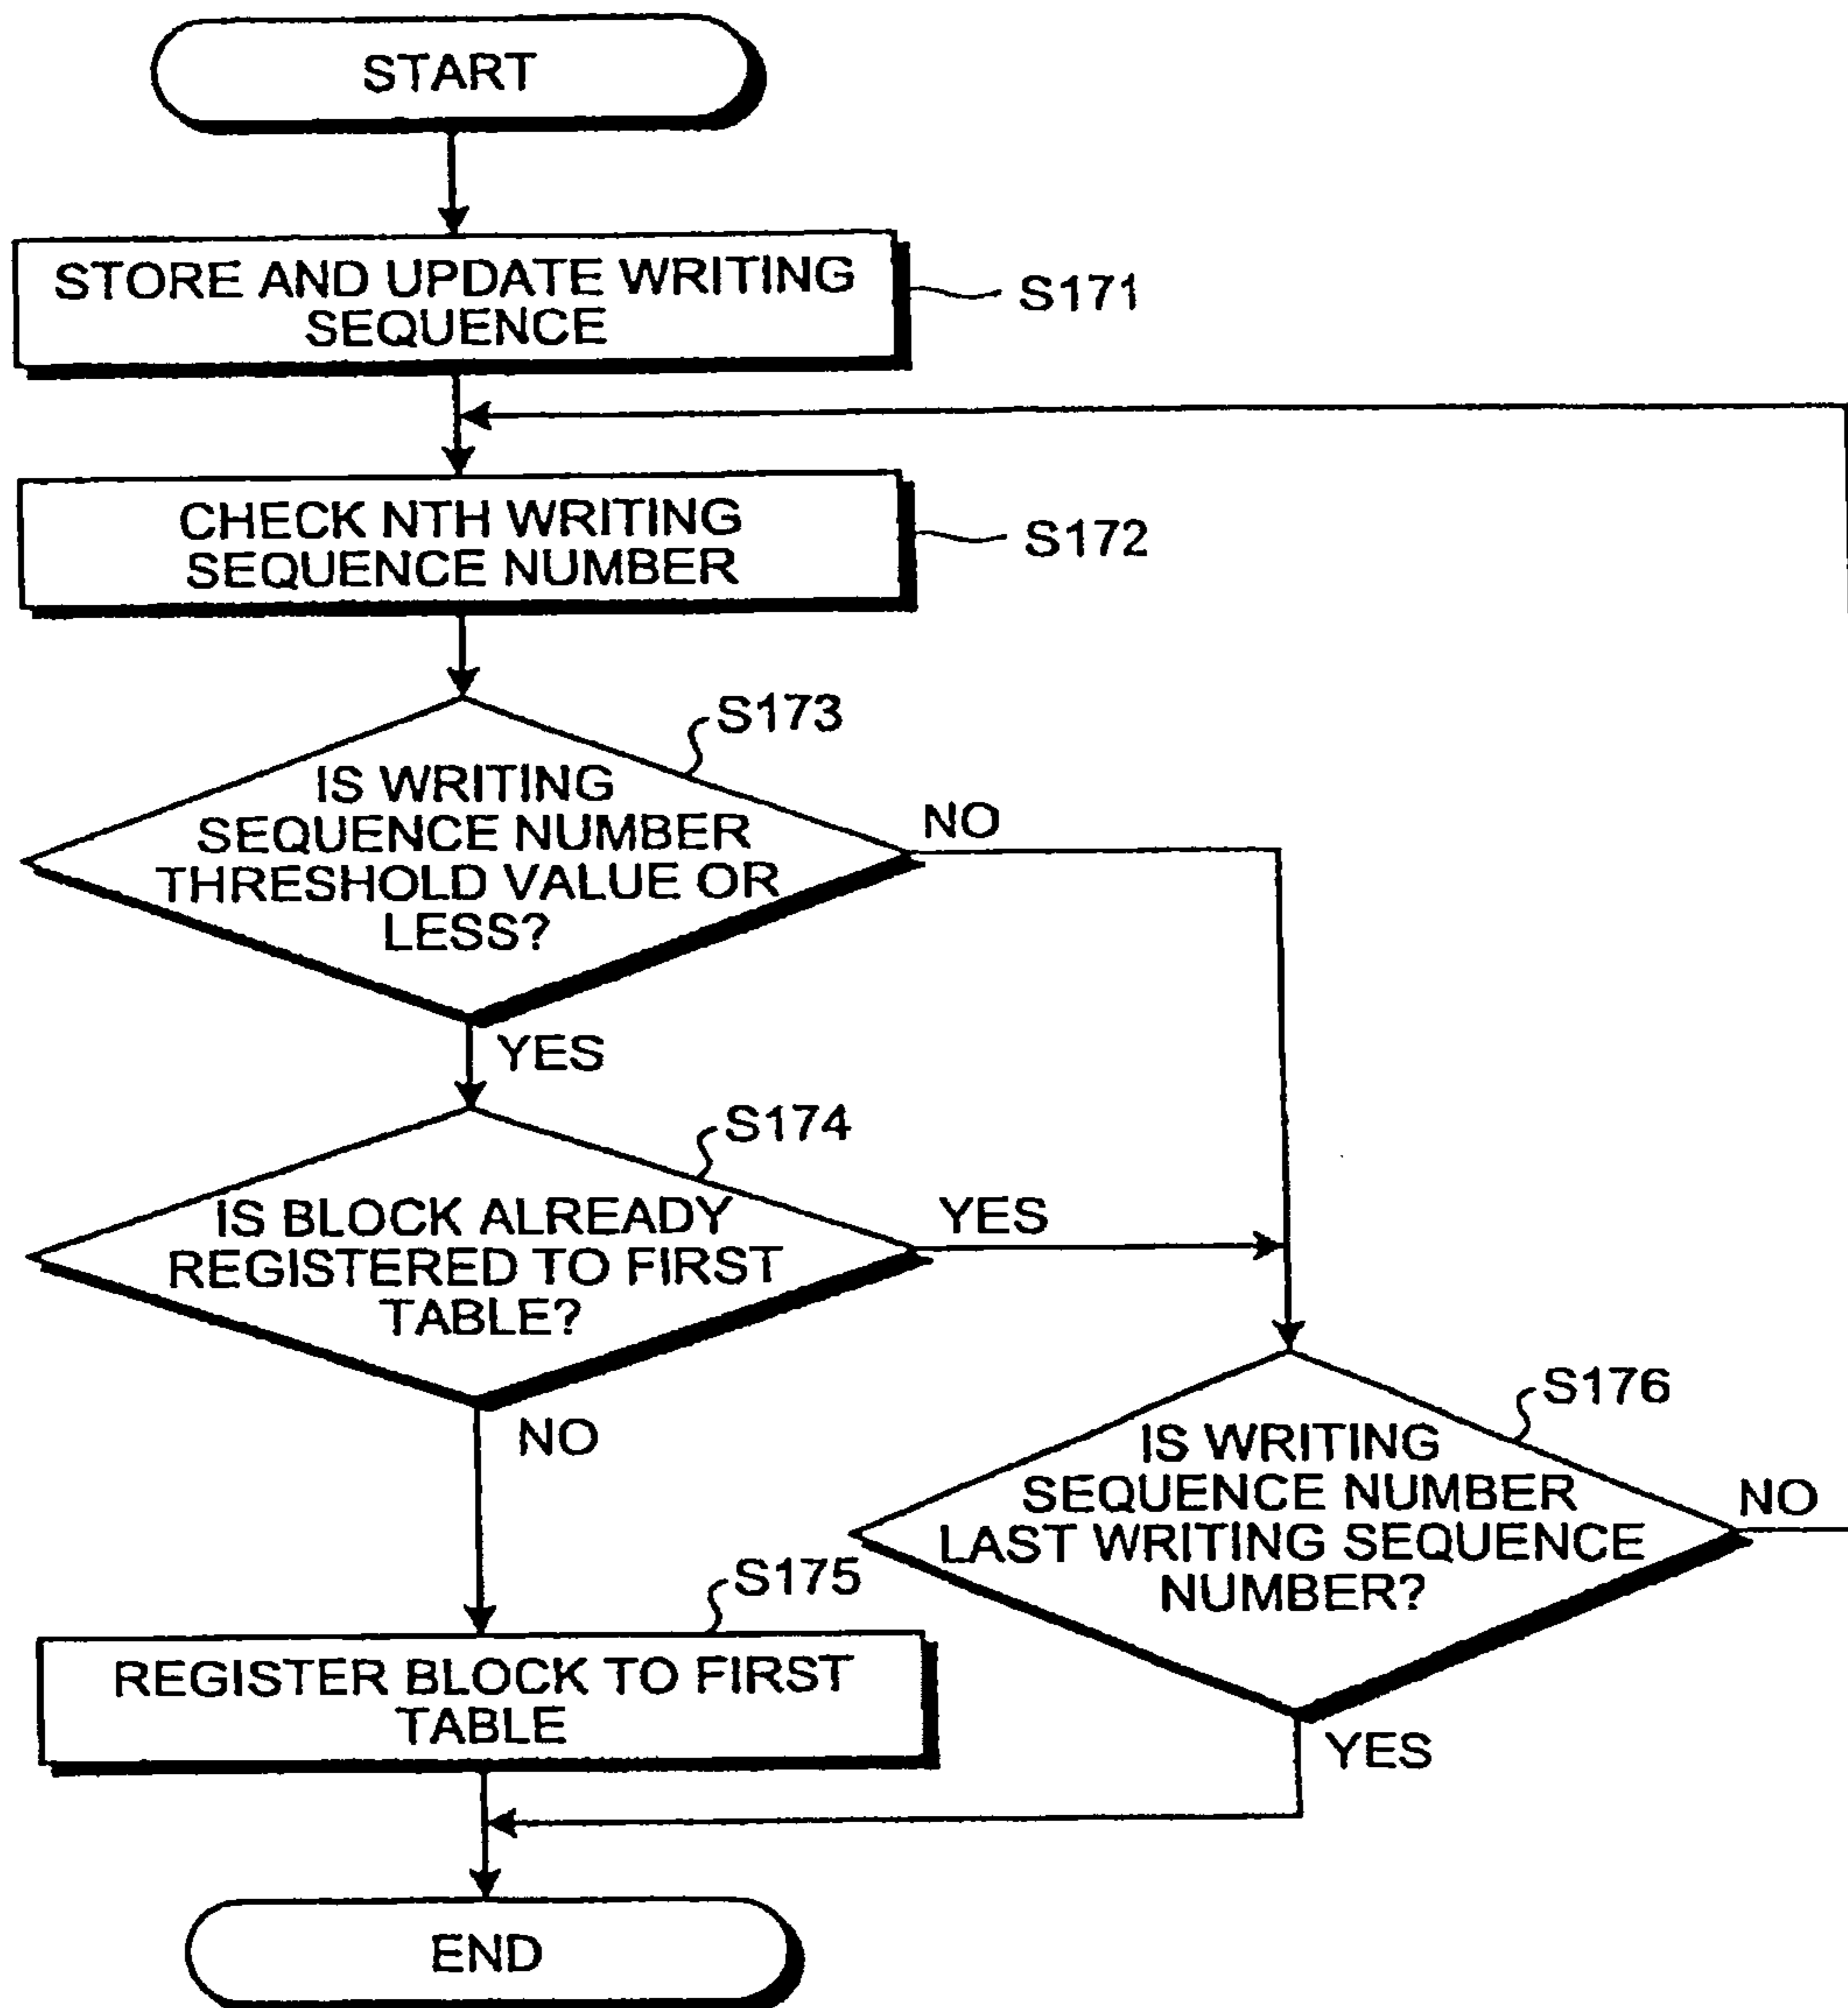 START
STORE AND UPDATE WRITING
SEQUENCE
S171
CHECK NTH WRITING
SEQUENCE NUMBER
S172
S173
IS WRITING
SEQUENCE NUMBER
THRESHOLD VALUE OR
LESS?
NO
YES
S174
IS BLOCK ALREADY
REGISTERED TO FIRST
TABLE?
YES
NO
S176
IS WRITING
SEQUENCE NUMBER
LAST WRITING SEQUENCE
NUMBER?
NO
YES
S175
REGISTER BLOCK TO FIRST
TABLE
END